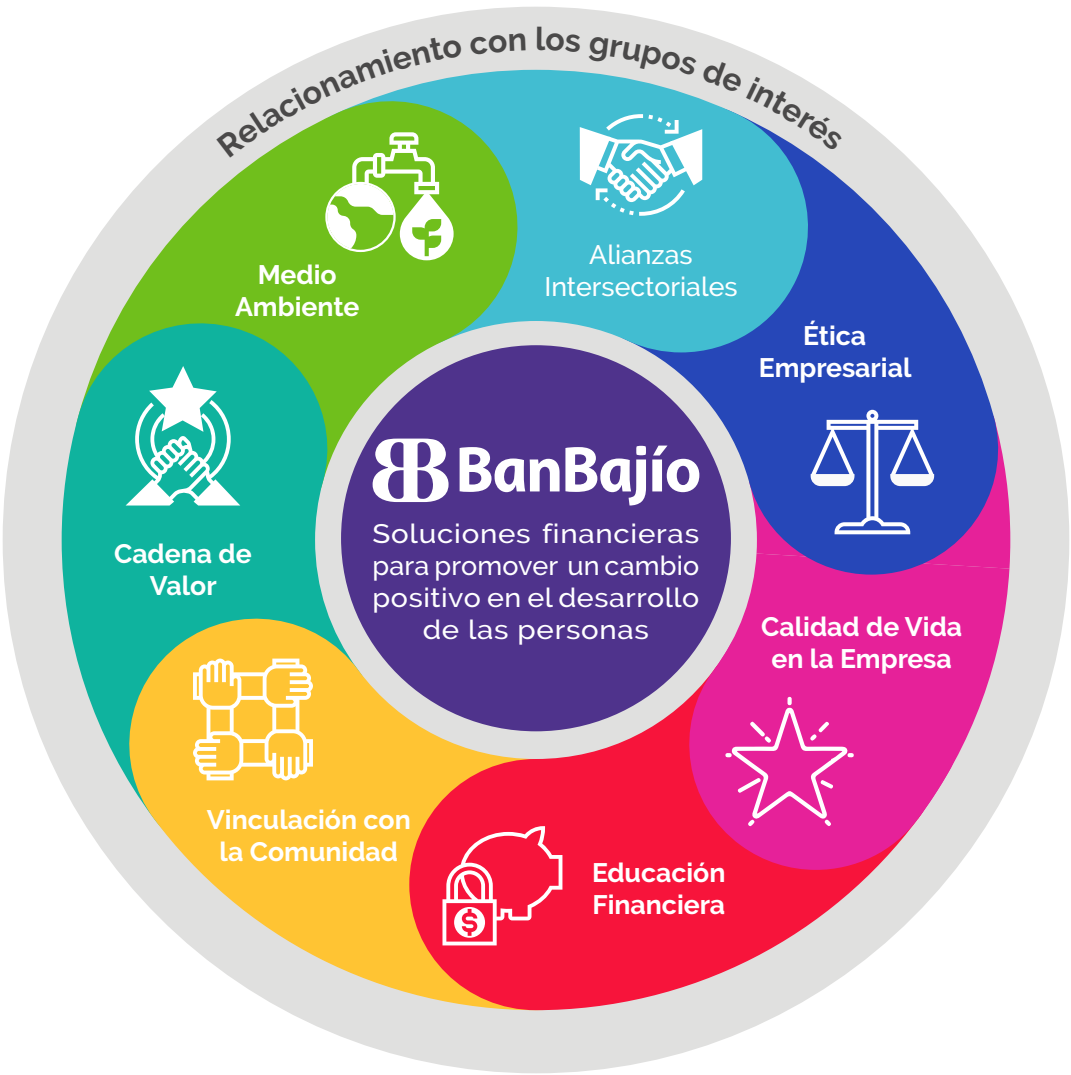 Relacionamiento con los grupos de interés
Alianzas
Intersectoriales
Ética
Empresarial
Calidad de Vida
en la Empresa
Educación
Financiera
$
Vinculación con
la Comunidad
Cadena de
Valor
Medio
Ambiente
BanBajío
Soluciones financieras
para promover un cambio
positivo en el desarrollo
de las personas